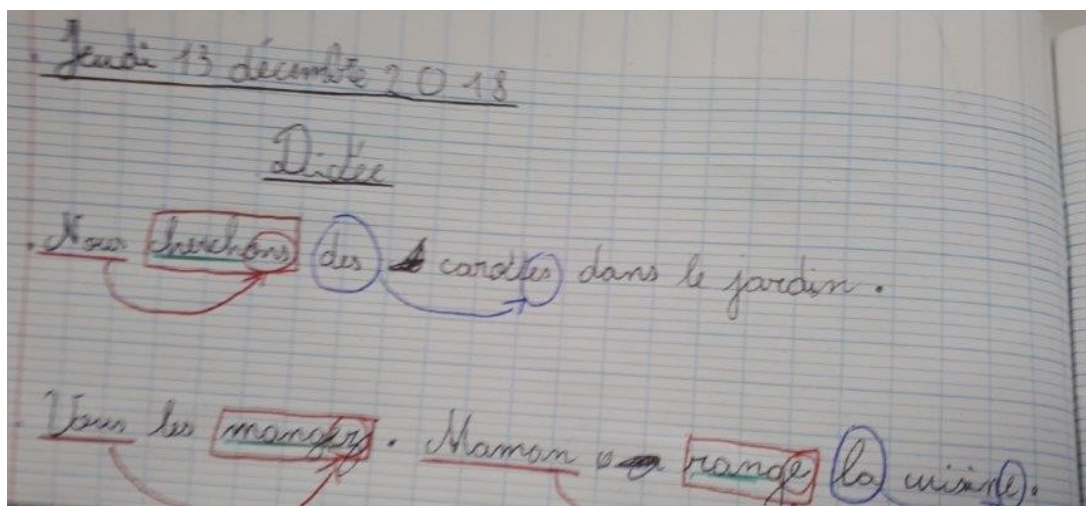 Jeudi 13 décembre 2018
Dictée
. Nous cherchons des carottes dans le jardin.
. Vous les mangez. Maman range la cuisine.